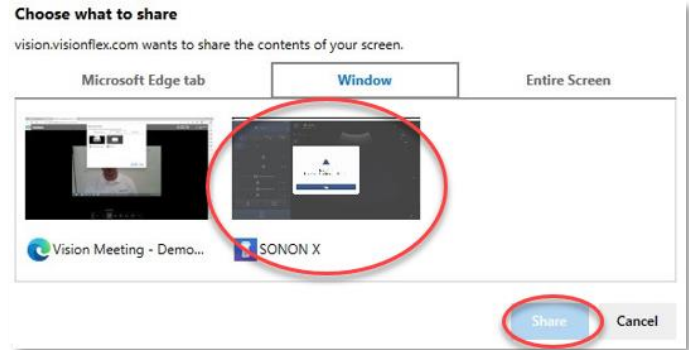 Choose what to share
vision.visionflex.com wants to share the contents of your screen.
Microsoft Edge tab Window Entire Screen
Vision Meeting - Demo... SONON X
Share Cancel